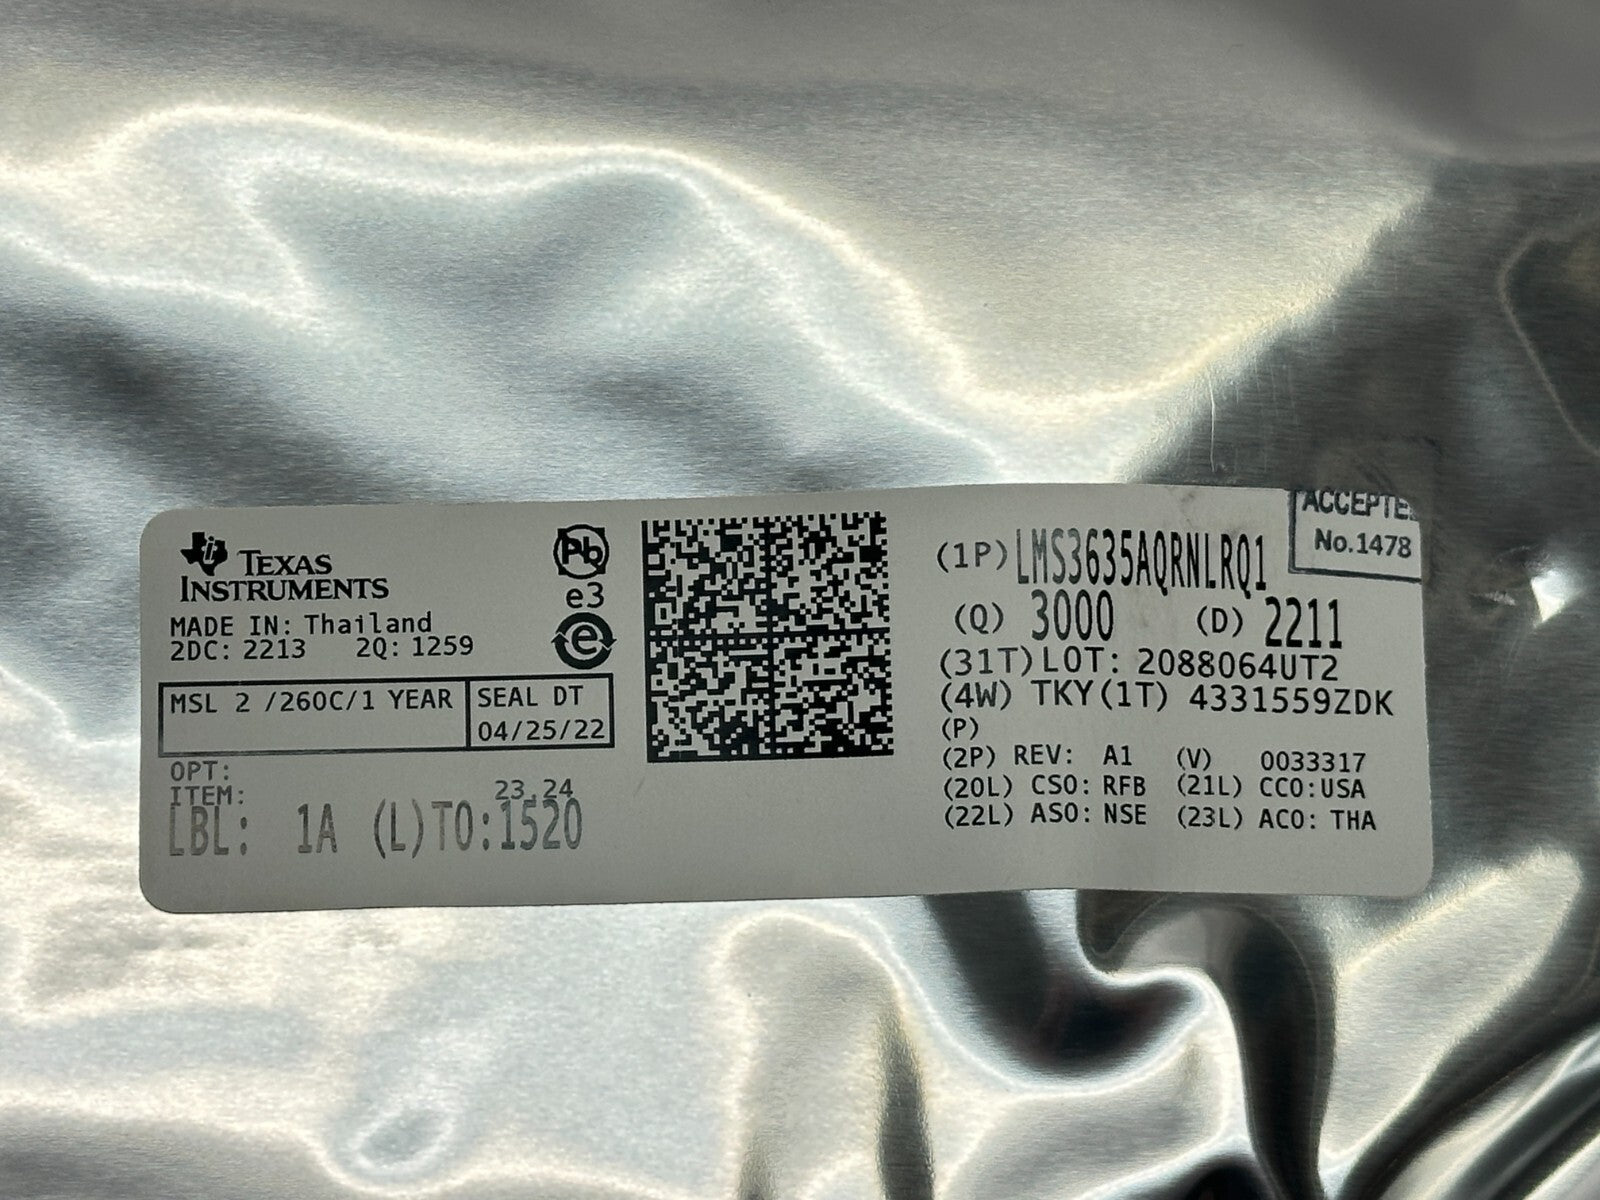 TEXAS
INSTRUMENTS
MADE IN: Thailand
2DC: 2213 2Q: 1259
MSL 2 /260C/1 YEAR
SEAL DT
04/25/22
OPT:
ITEM: 23,24
LBL: 1A (L)TO:1520
Pb
e3
e
(1P)LMS3635AQRNLRQ1
(Q) 3000 (D) 2211
(31T)LOT: 2088064UT2
(4W) TKY(1T) 4331559ZDK
(P)
(2P) REV: A1 (V) 0033317
(20L) CSO: RFB (21L) CCO:USA
(22L) ASO: NSE (23L) ACO: THA
ACCEPTE
No.1478